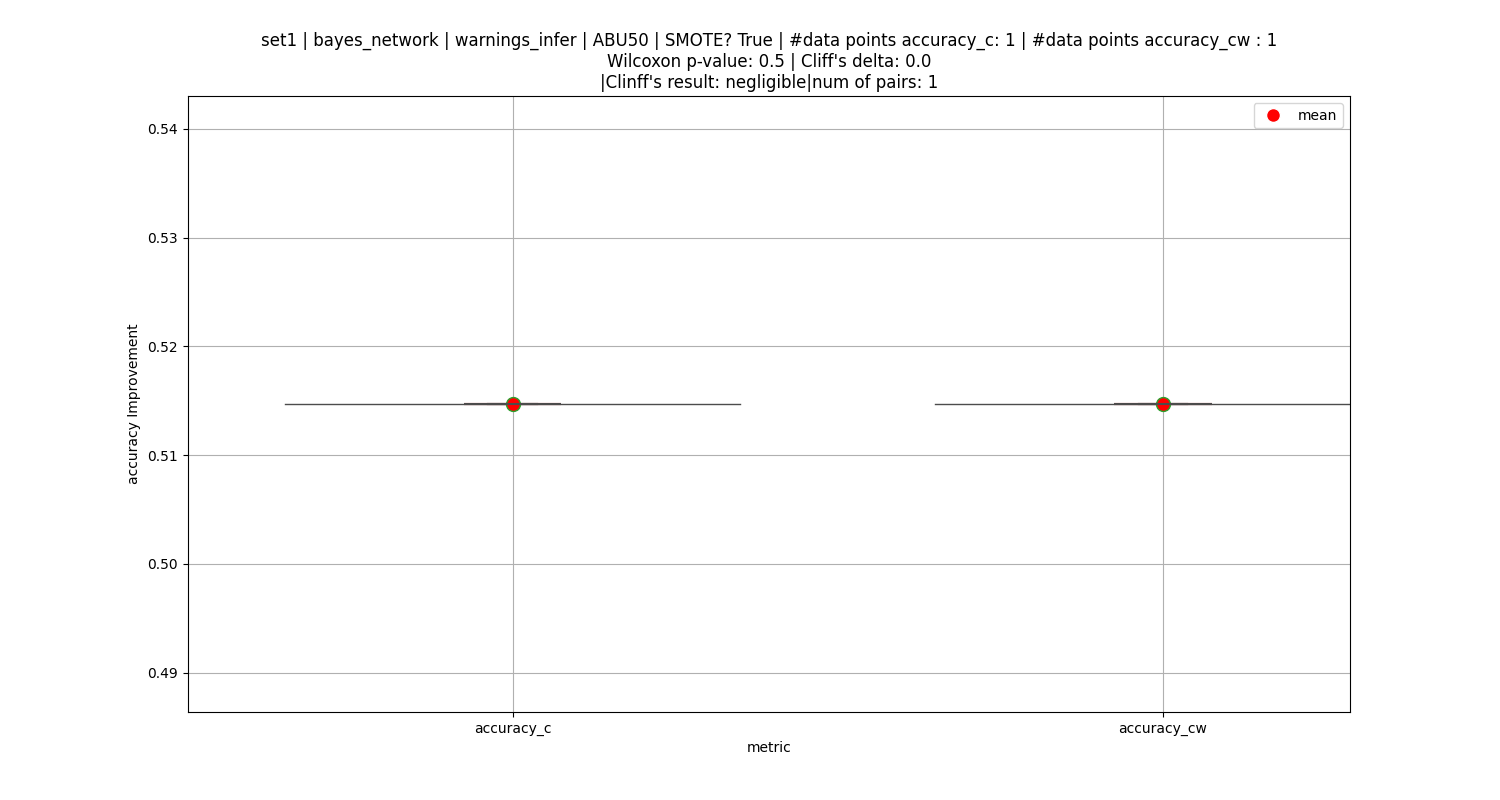 set1 | bayes_network | warnings_infer | ABU50 | SMOTE? True | #data points accuracy_c: 1 | #data points accuracy_cw : 1
Wilcoxon p-value: 0.5 | Cliff's delta: 0.0
|Clinff's result: negligible|num of pairs: 1
mean
0.54
0.53
0.52
0.51
0.50
0.49
accuracy Improvement
accuracy_c
accuracy_cw
metric